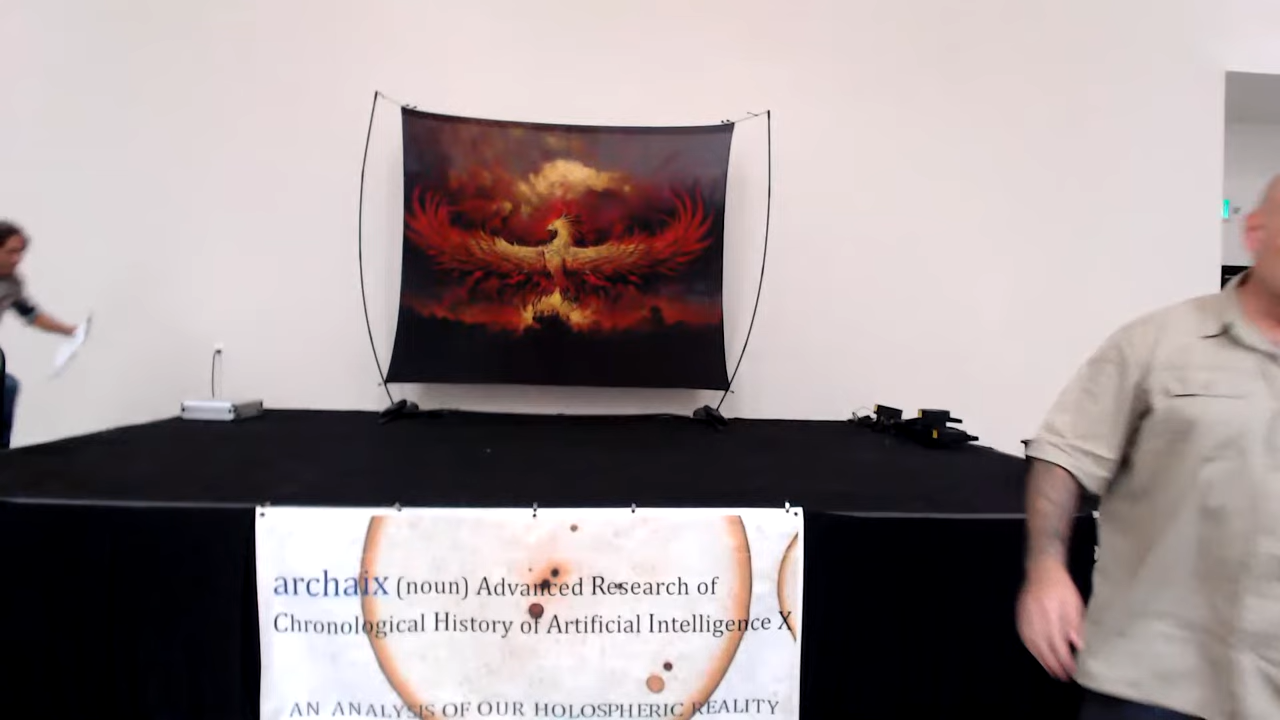 archaix (noun) Advanced Research of
Chronological History of Artificial Intelligence X
AN ANALYSIS OF OUR HOLOSPHERIC REALITY